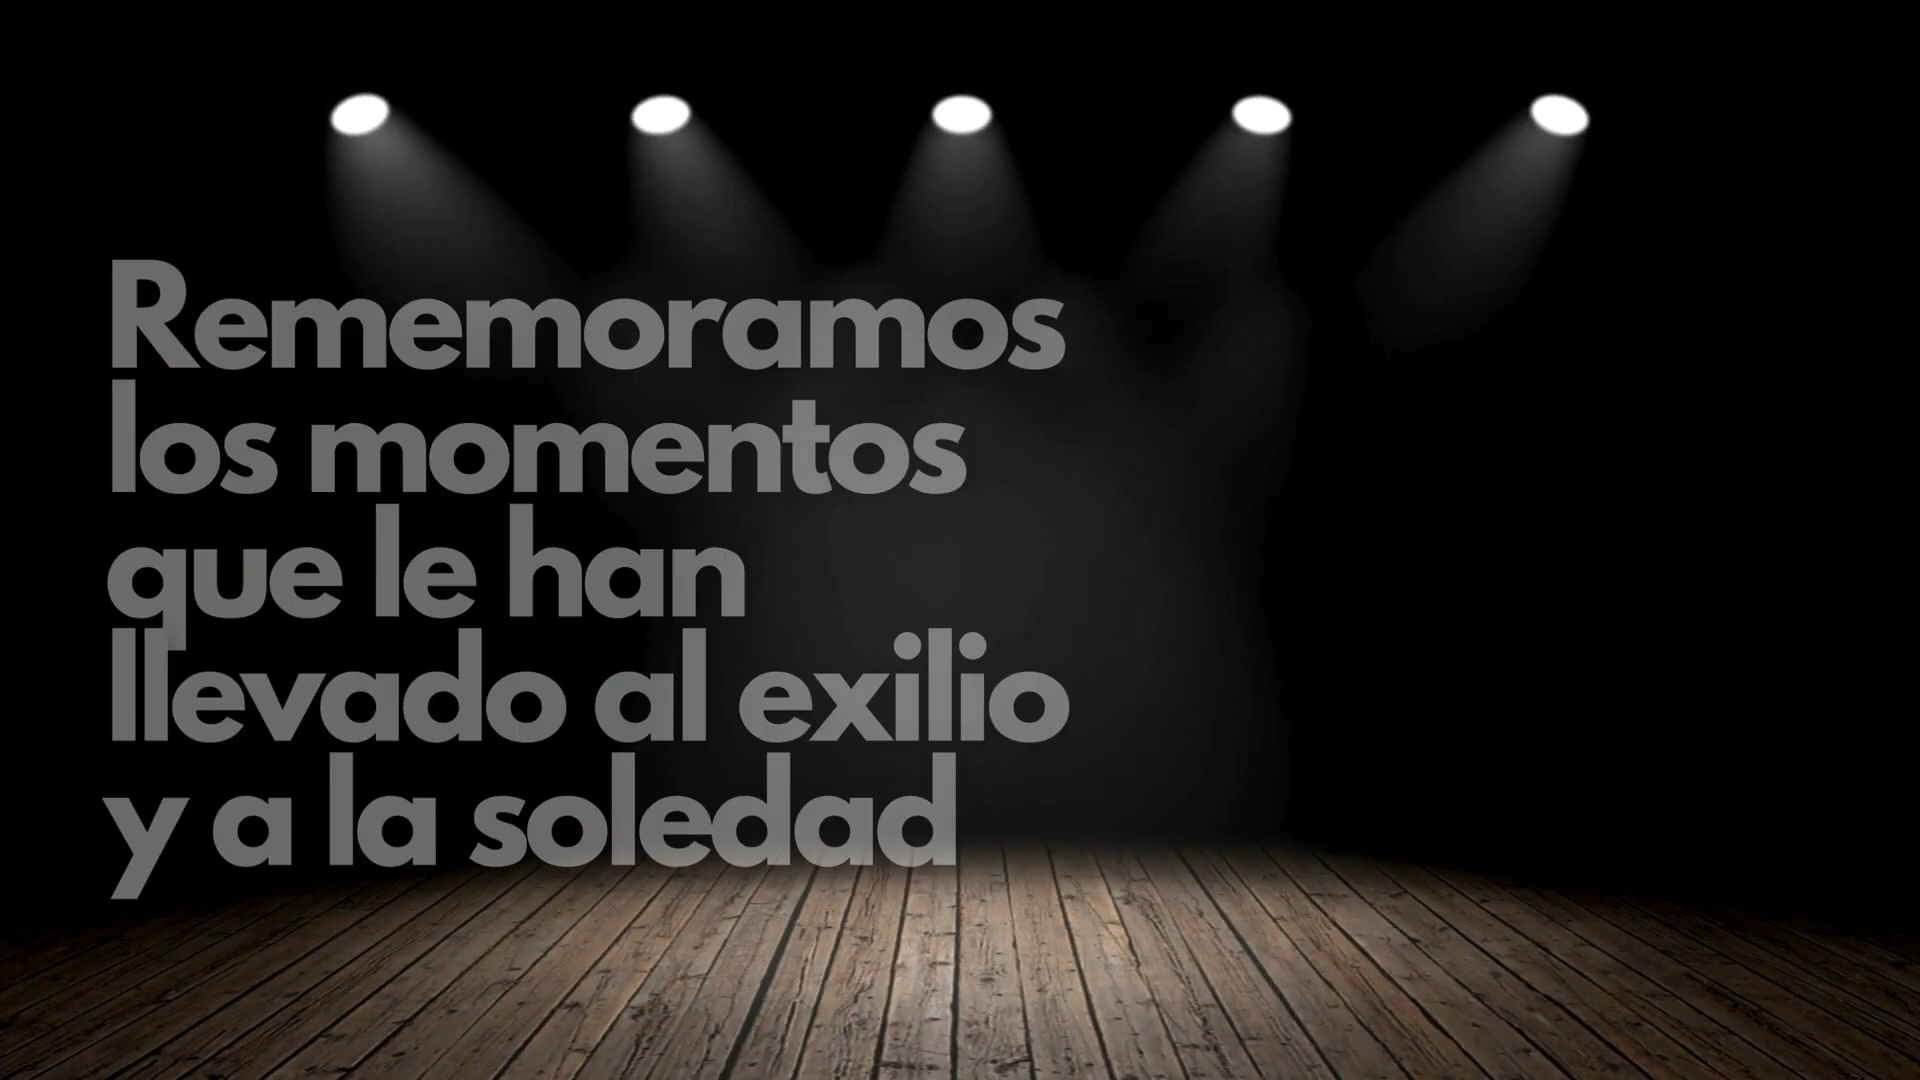 Rememoramos
los momentos
que le han
llevado al exilio
y a la soledad